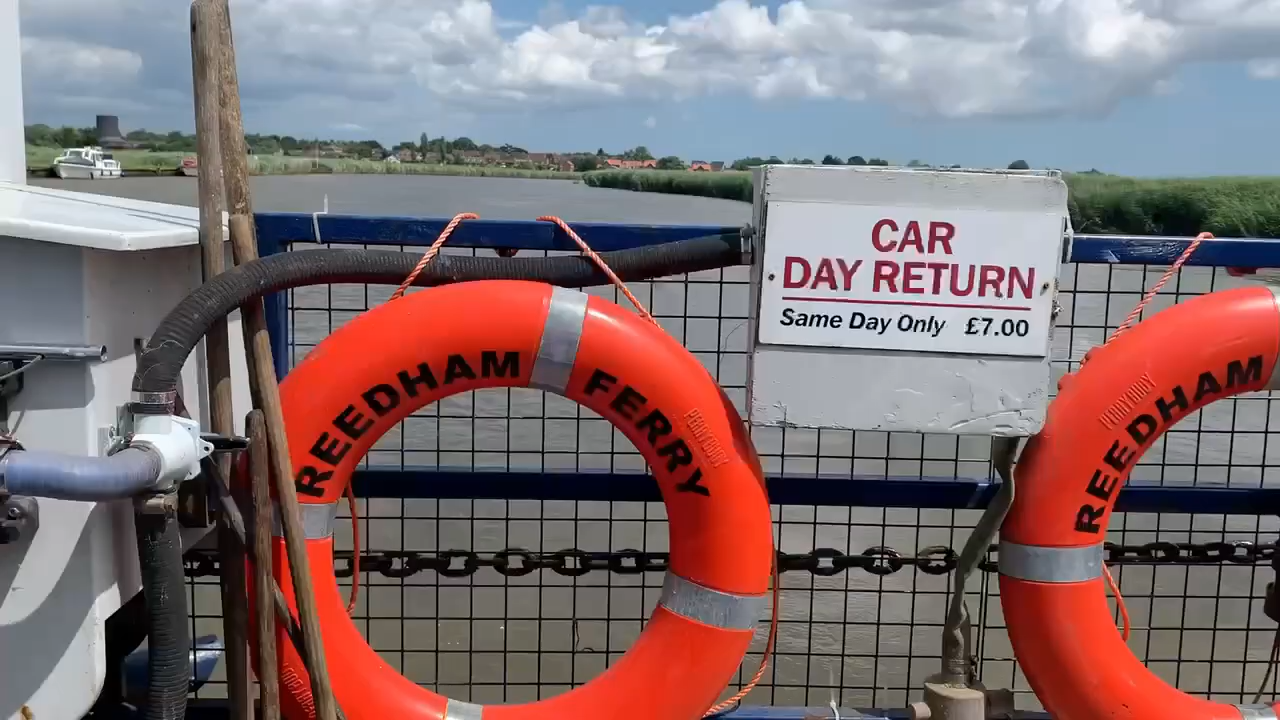 CAR
DAY RETURN
Same Day Only £7.00
REEDHAM FERRY
REEDHAM